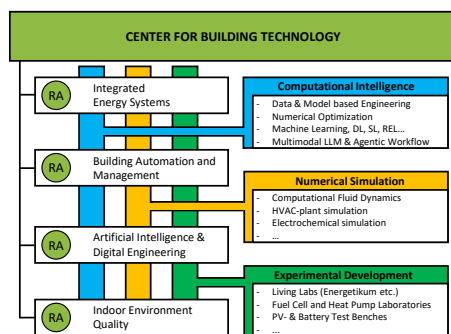 CENTER FOR BUILDING TECHNOLOGY
RA
Integrated
Energy Systems
RA
Building Automation and
Management
RA
Artificial Intelligence &
Digital Engineering
RA
Indoor Environment
Quality
Computational Intelligence
- Data & Model based Engineering
- Numerical Optimization
- Machine Learning, DL, SL, REL...
- Multimodal LLM & Agentic Workflow
Numerical Simulation
- Computational Fluid Dynamics
- HVAC-plant simulation
- Electrochemical simulation
- ...
Experimental Development
- Living Labs (Energetikum etc.)
- Fuel Cell and Heat Pump Laboratories
- PV- & Battery Test Benches
- ...